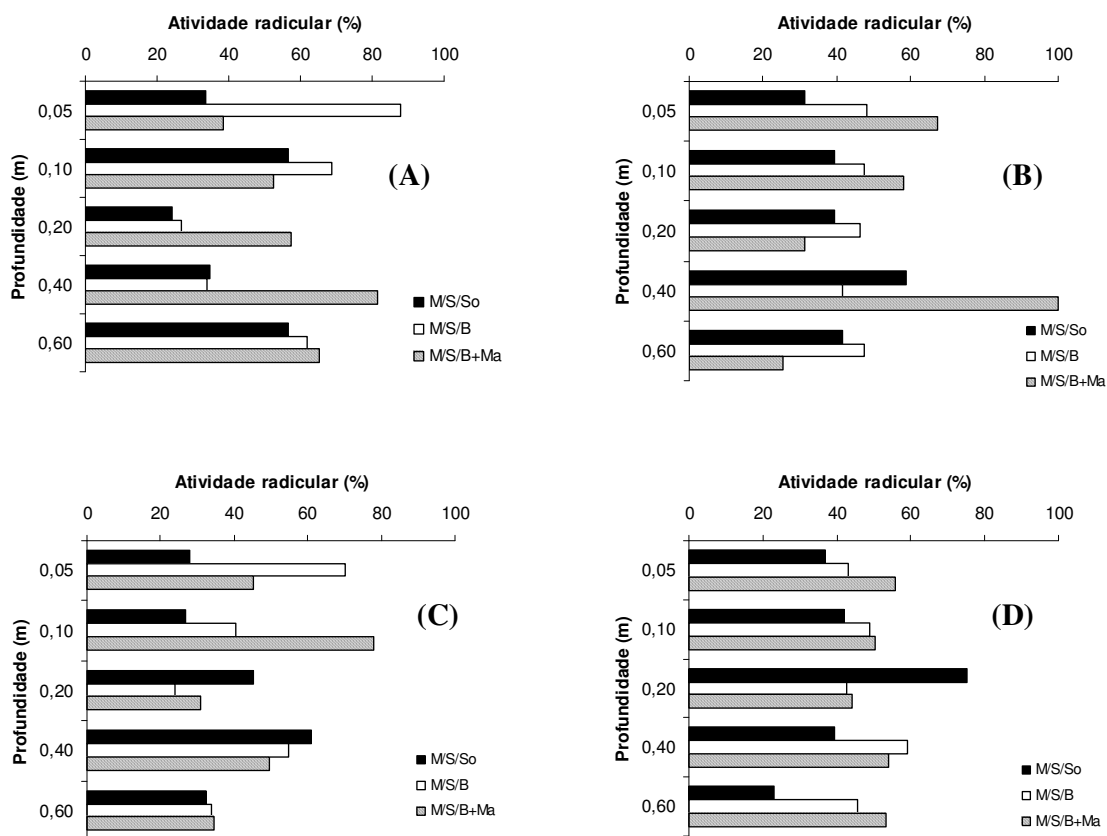 Atividade radicular (%)
0 20 40 60 80 100
Profundidade (m)
0,05
0,10
0,20
0,40
0,60
(A)
M/S/So
M/S/B
M/S/B+Ma
Atividade radicular (%)
0 20 40 60 80 100
Profundidade (m)
0,05
0,10
0,20
0,40
0,60
(B)
M/S/So
M/S/B
M/S/B+Ma
Atividade radicular (%)
0 20 40 60 80 100
Profundidade (m)
0,05
0,10
0,20
0,40
0,60
(C)
M/S/So
M/S/B
M/S/B+Ma
Atividade radicular (%)
0 20 40 60 80 100
Profundidade (m)
0,05
0,10
0,20
0,40
0,60
(D)
M/S/So
M/S/B
M/S/B+Ma